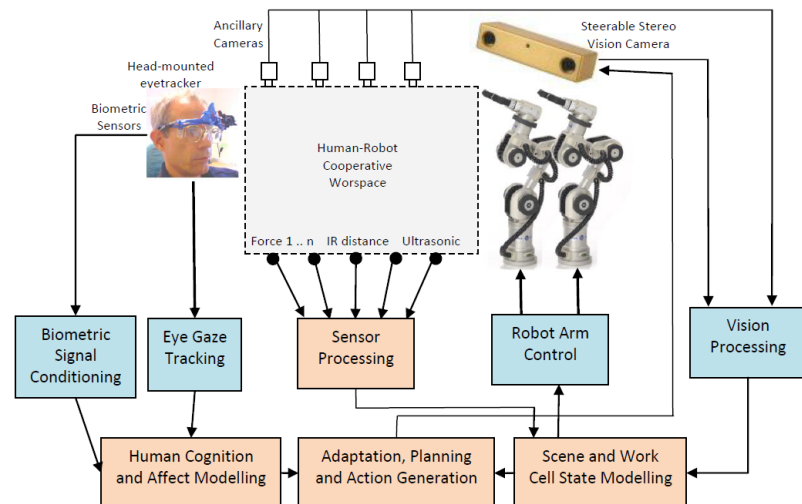 Ancillary
Cameras
Steerable Stereo
Vision Camera
Head-mounted
eyetracker
Biometric
Sensors
Human-Robot
Cooperative
Worspace
Force 1 .. n IR distance Ultrasonic
Biometric
Signal
Conditioning
Eye Gaze
Tracking
Sensor
Processing
Robot Arm
Control
Vision
Processing
Human Cognition
and Affect Modelling
Adaptation, Planning
and Action Generation
Scene and Work
Cell State Modelling